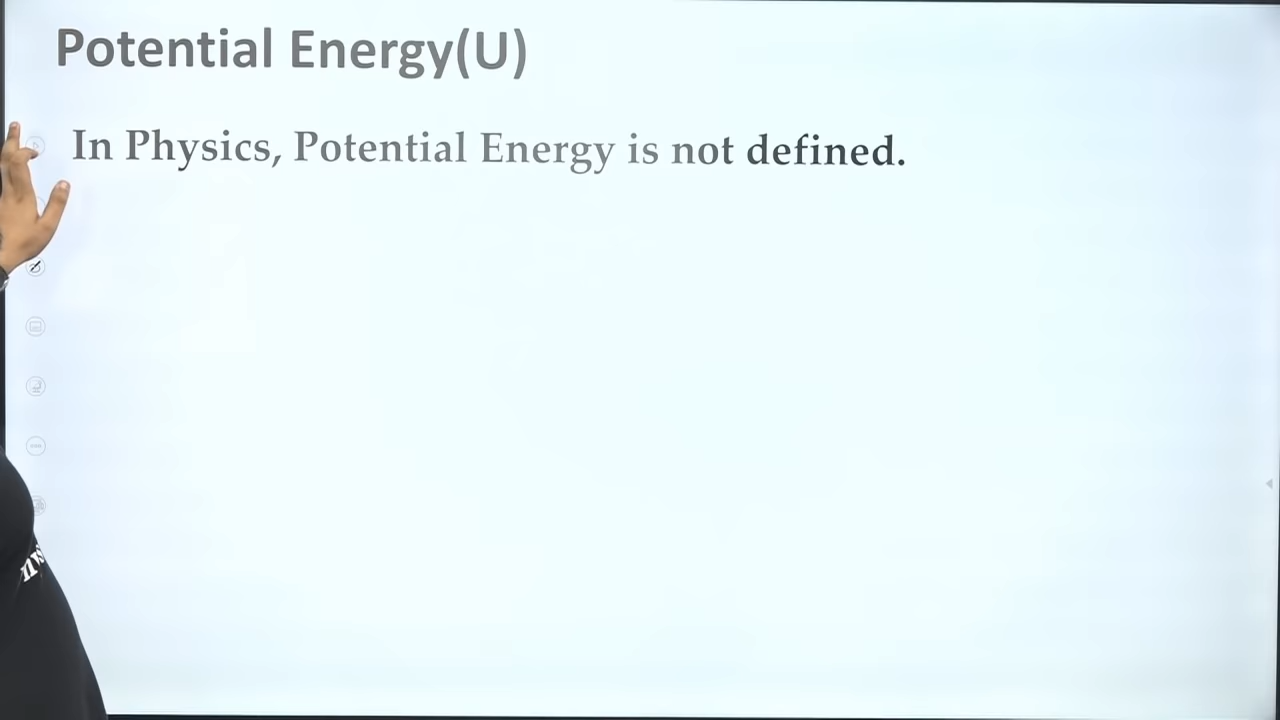 Potential Energy(U)
In Physics, Potential Energy is not defined.